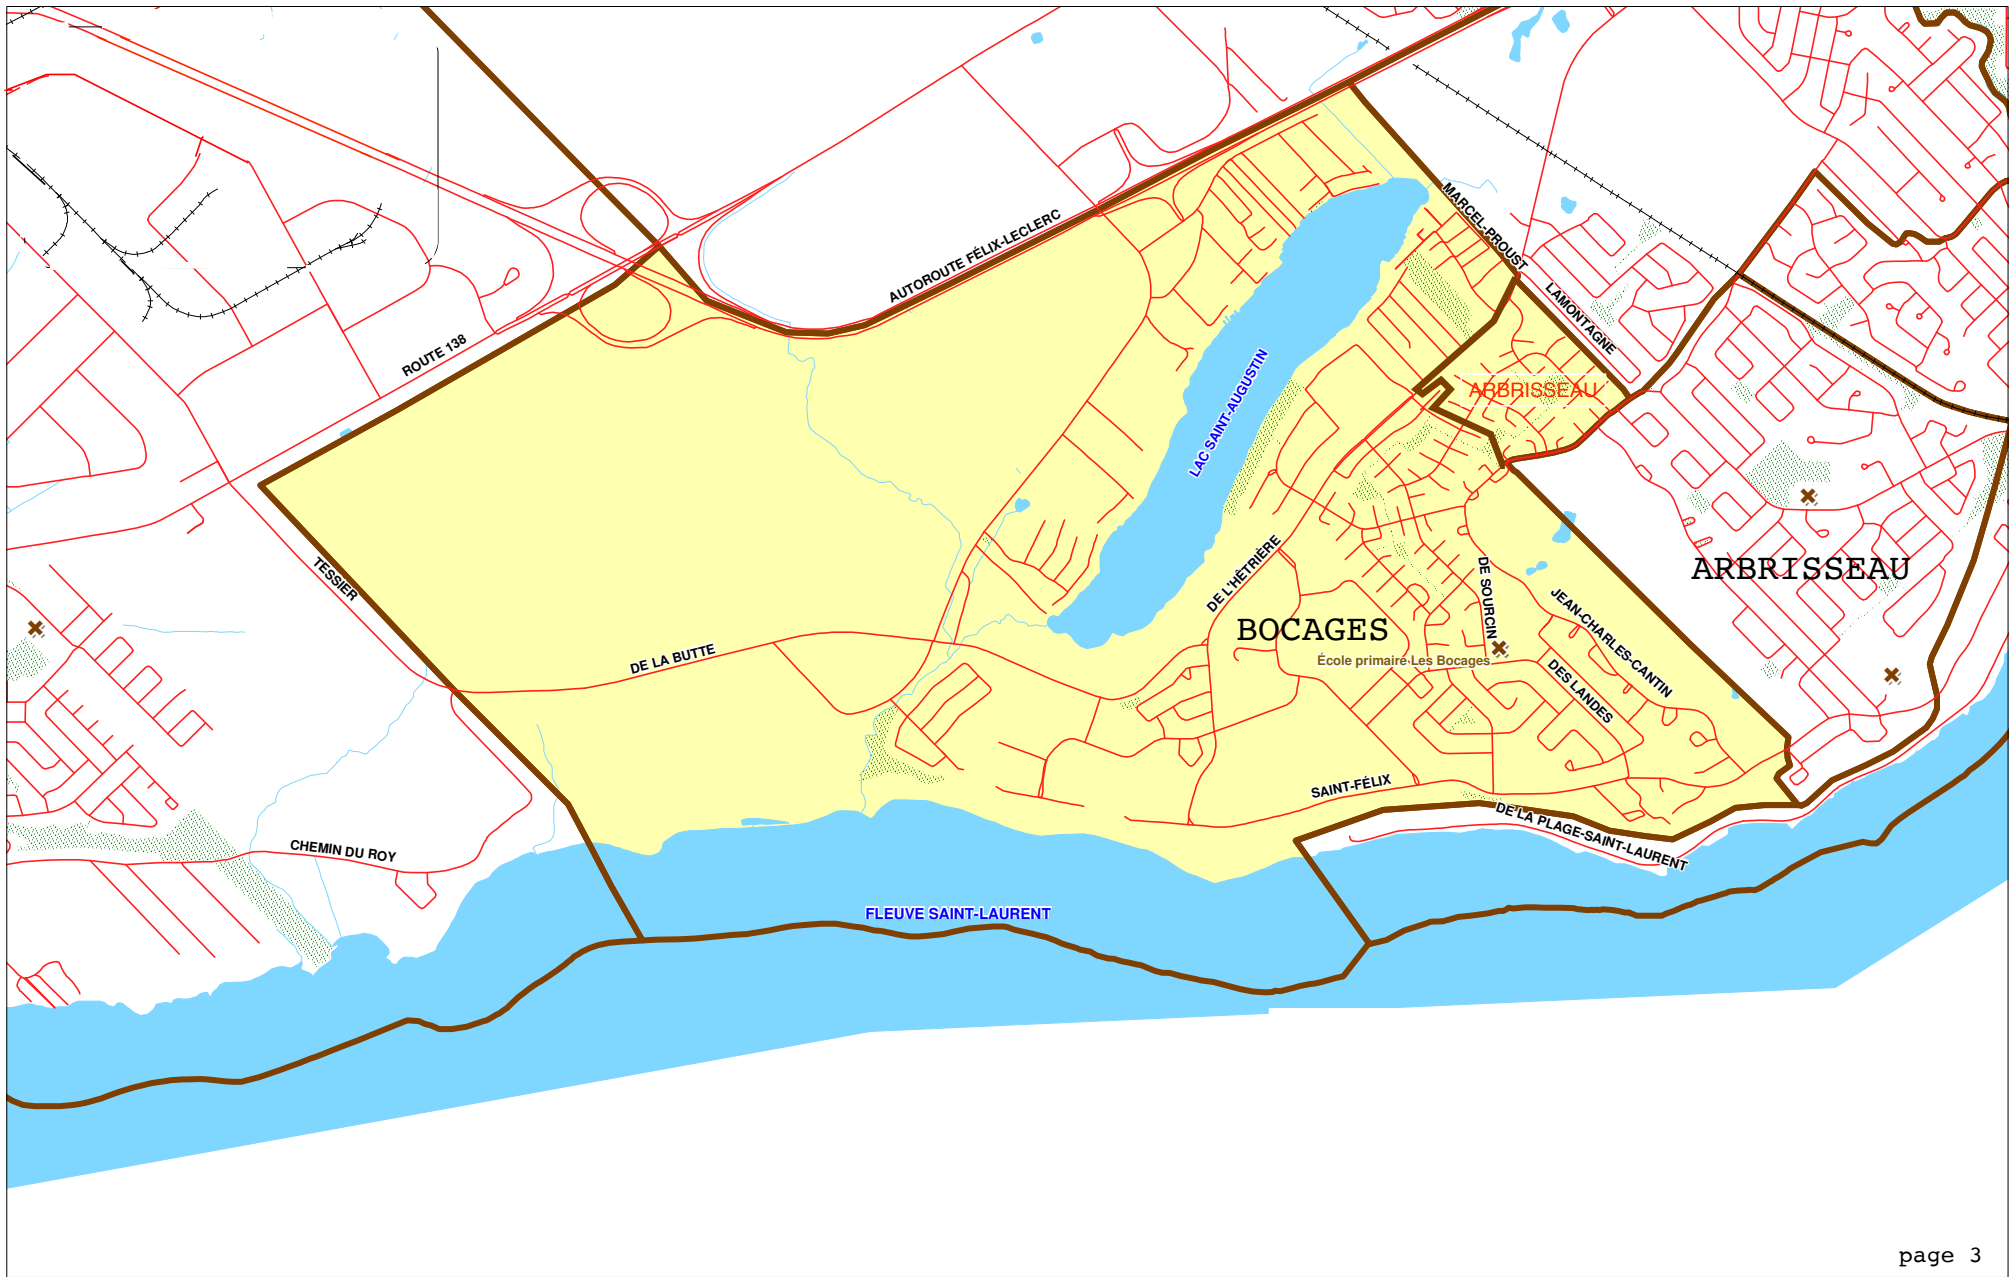 MARCEL-PROUST
AUTOROUTE FÉLIX-LECLERC
LAMONTAGNE
ROUTE 138
LAC SAINT-AUGUSTIN
ARBRISSEAU
TESSIER
DE L'HÊTRIÈRE
DE SOURCIN
ARBRISSEAU
JEAN-CHARLES-CANTIN
BOCAGES
École primaire Les Bocages
DE LA BUTTE
DES LANDES
SAINT-FÉLIX
DE LA PLAGE-SAINT-LAURENT
CHEMIN DU ROY
FLEUVE SAINT-LAURENT
page 3